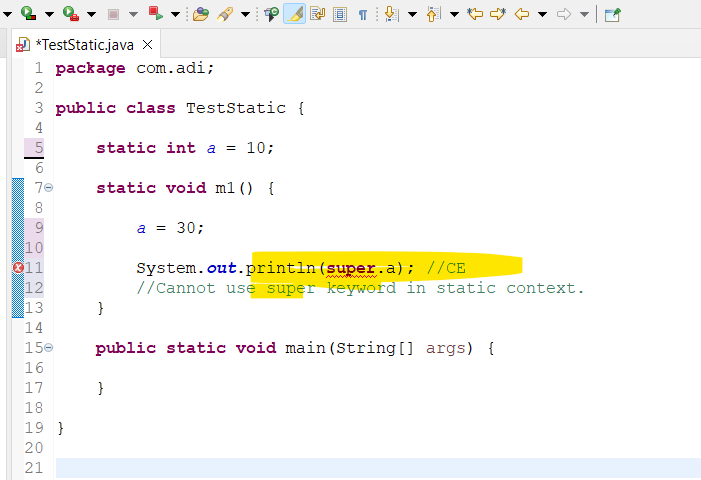 *TestStatic.java
1 package com.adi;
2
3 public class TestStatic {
4
5 static int a = 10;
6
7 static void m1() {
8
9 a = 30;
10
11 System.out.println(super.a); //CE
12 //Cannot use super keyword in static context.
13 }
14
15 public static void main(String[] args) {
16
17 }
18
19 }
20
21